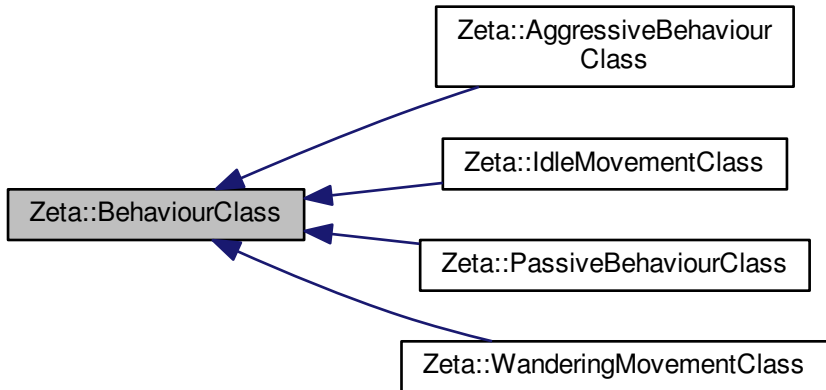 Zeta::AggressiveBehaviour
Class
Zeta::IdleMovementClass
Zeta::BehaviourClass
Zeta::PassiveBehaviourClass
Zeta::WanderingMovementClass